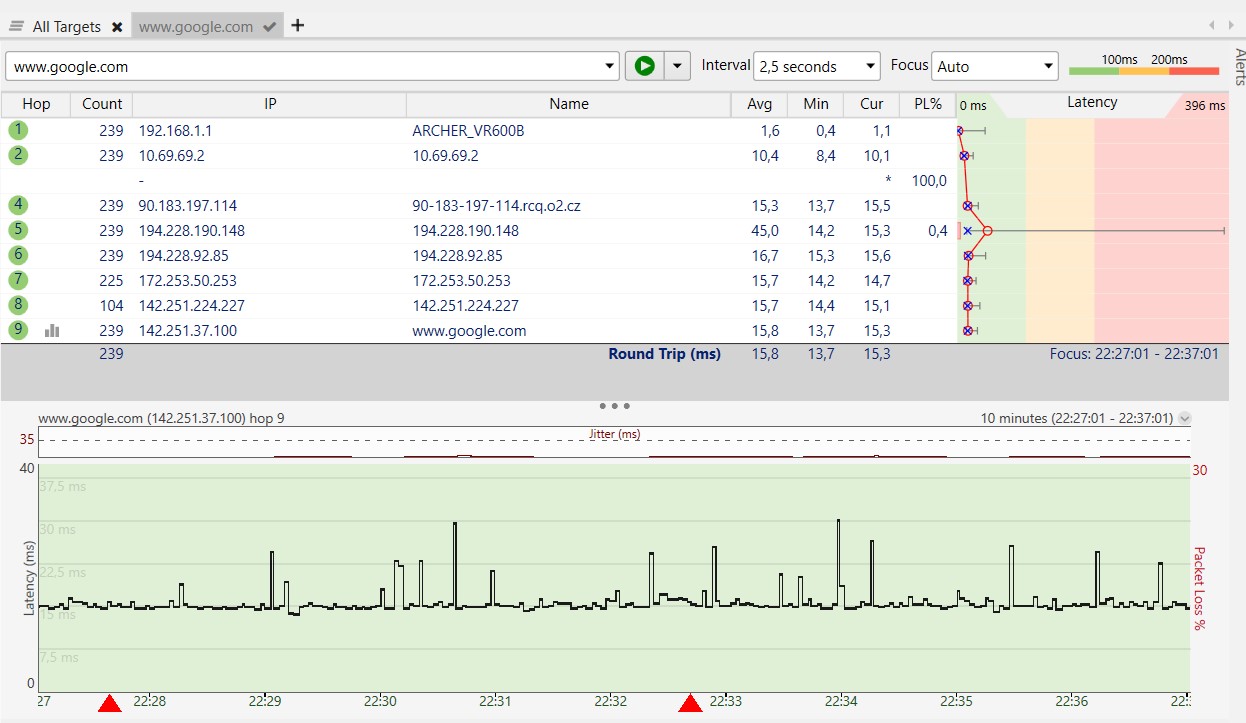 All Targets www.google.com
www.google.com Interval 2,5 seconds Focus Auto 100ms 200ms
Alerts
Hop Count IP Name Avg Min Cur PL% 0 ms Latency 396 ms
1 239 192.168.1.1 ARCHER_VR600B 1,6 0,4 1,1
2 239 10.69.69.2 10.69.69.2 10,4 8,4 10,1
- * 100,0
4 239 90.183.197.114 90-183-197-114.rcq.o2.cz 15,3 13,7 15,5
5 239 194.228.190.148 194.228.190.148 45,0 14,2 15,3 0,4
6 239 194.228.92.85 194.228.92.85 16,7 15,3 15,6
7 225 172.253.50.253 172.253.50.253 15,7 14,2 14,7
8 104 142.251.224.227 142.251.224.227 15,7 14,4 15,1
9 239 142.251.37.100 www.google.com 15,8 13,7 15,3
239 Round Trip (ms) 15,8 13,7 15,3 Focus: 22:27:01 - 22:37:01
www.google.com (142.251.37.100) hop 9 10 minutes (22:27:01 - 22:37:01)
35 Jitter (ms)
40 30
37,5 ms
30 ms
22,5 ms
15 ms
7,5 ms
0
Latency (ms)
Packet Loss %
27 22:28 22:29 22:30 22:31 22:32 22:33 22:34 22:35 22:36 22: